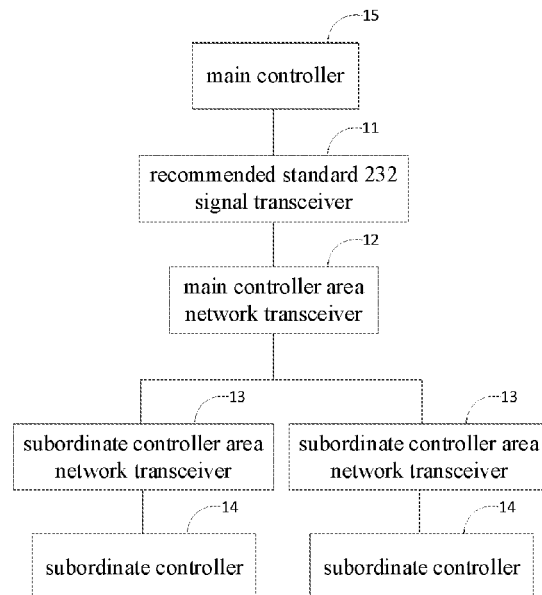 15
main controller
11
recommended standard 232
signal transceiver
12
main controller area
network transceiver
13
subordinate controller area
network transceiver
13
subordinate controller area
network transceiver
14
subordinate controller
14
subordinate controller